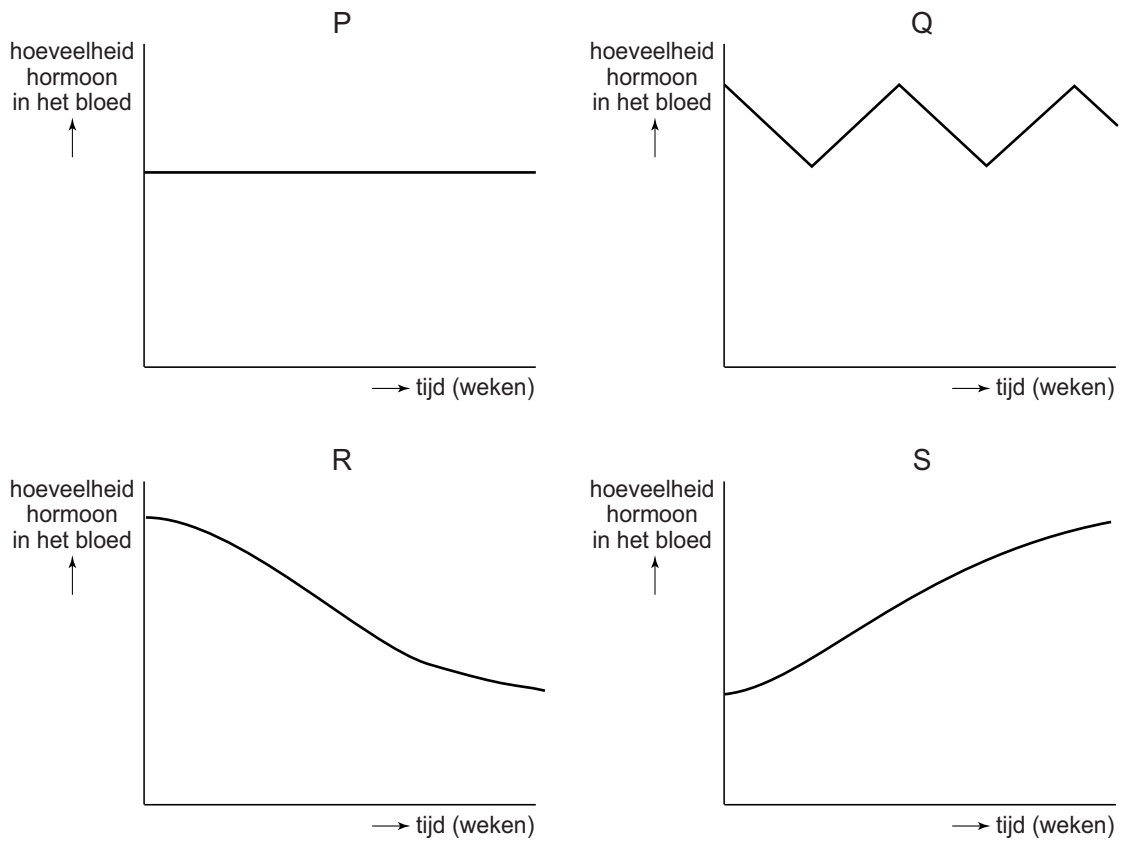 P
hoeveelheid
hormoon
in het bloed
tijd (weken)
Q
hoeveelheid
hormoon
in het bloed
tijd (weken)
R
hoeveelheid
hormoon
in het bloed
tijd (weken)
S
hoeveelheid
hormoon
in het bloed
tijd (weken)